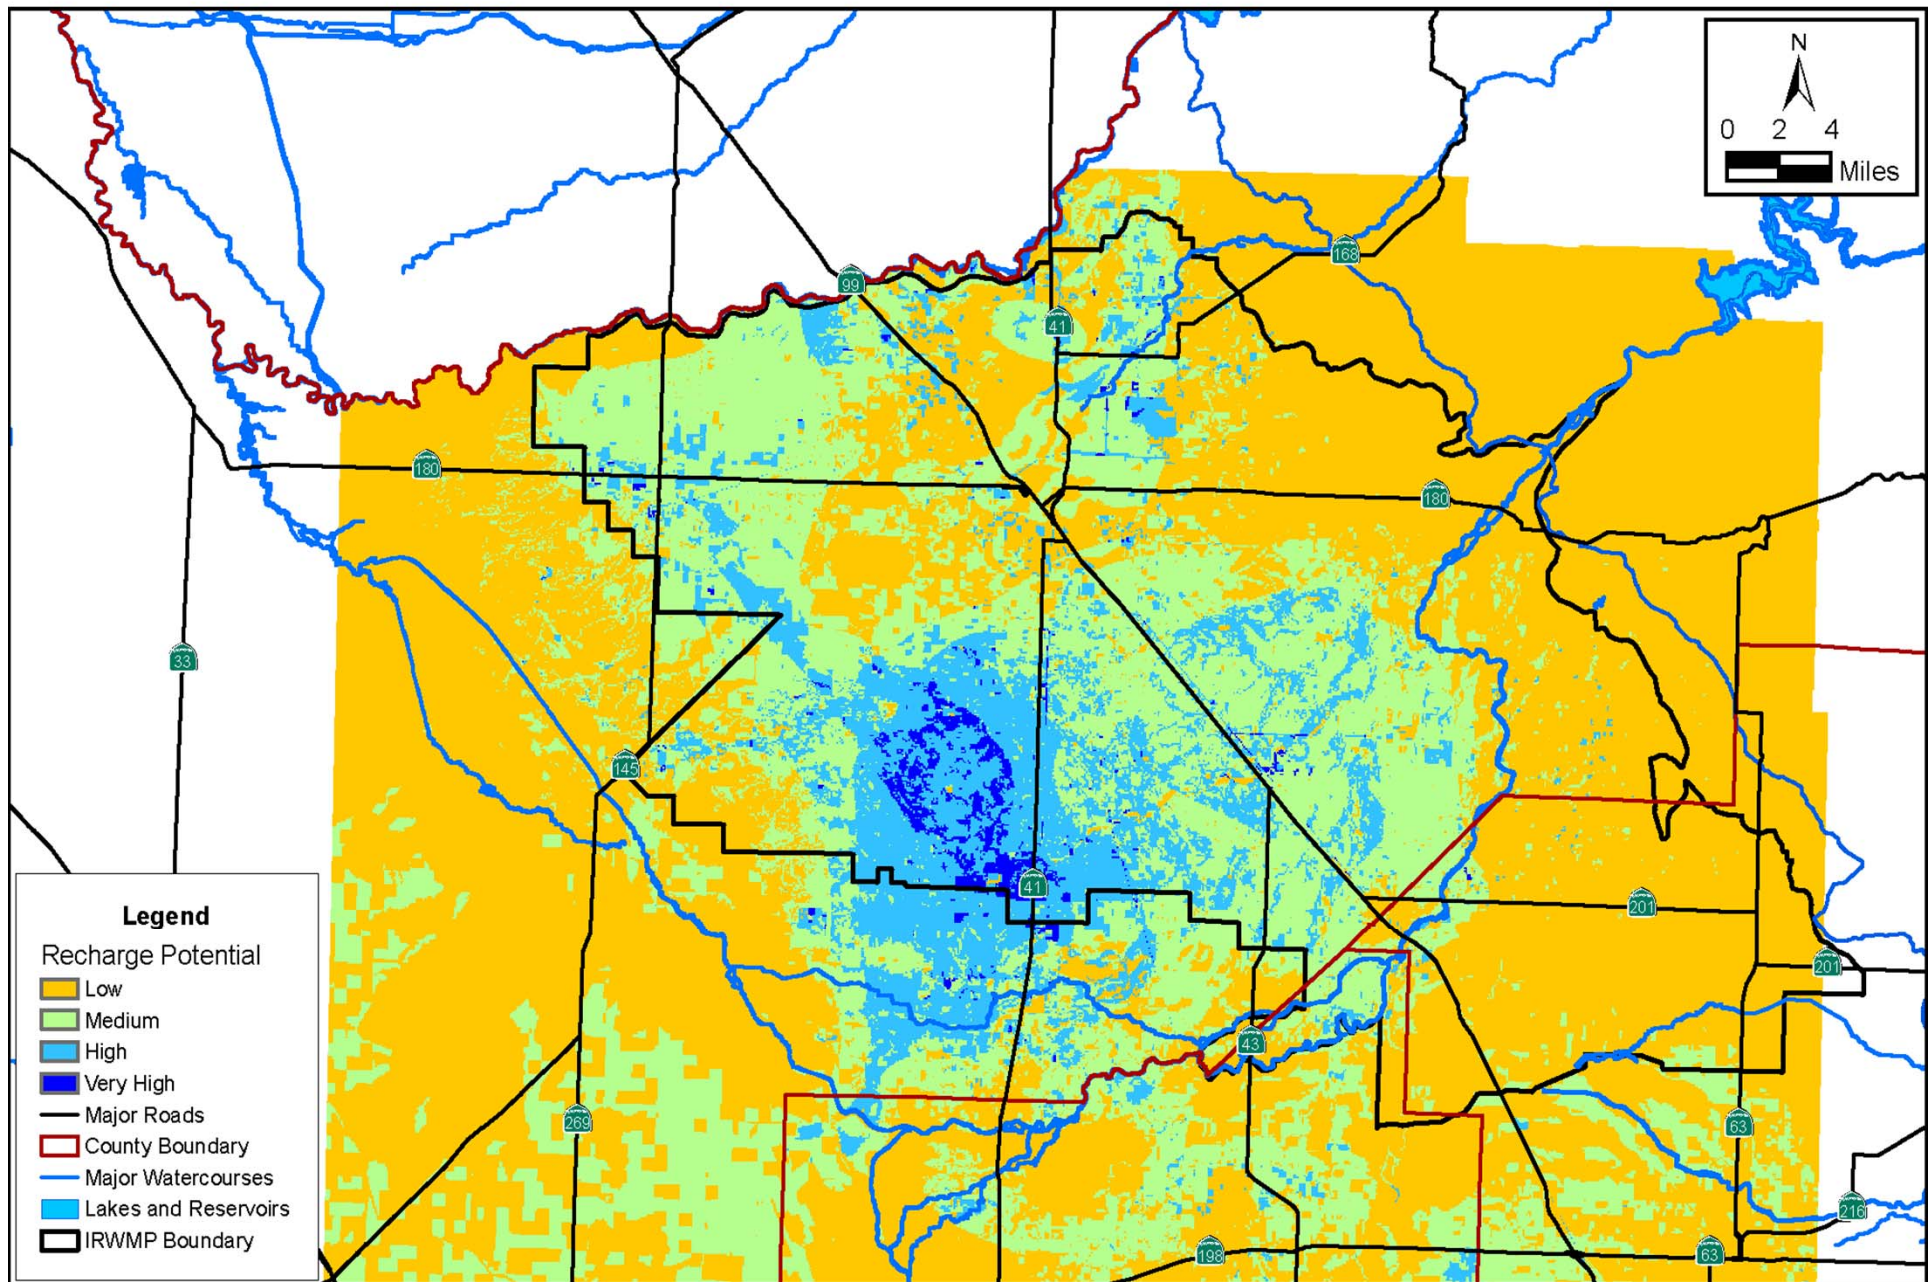 N
0 2 4
Miles
168
99
41
180
180
33
145
41
201
201
43
269
63
216
198
63
Legend
Recharge Potential
Low
Medium
High
Very High
Major Roads
County Boundary
Major Watercourses
Lakes and Reservoirs
IRWMP Boundary